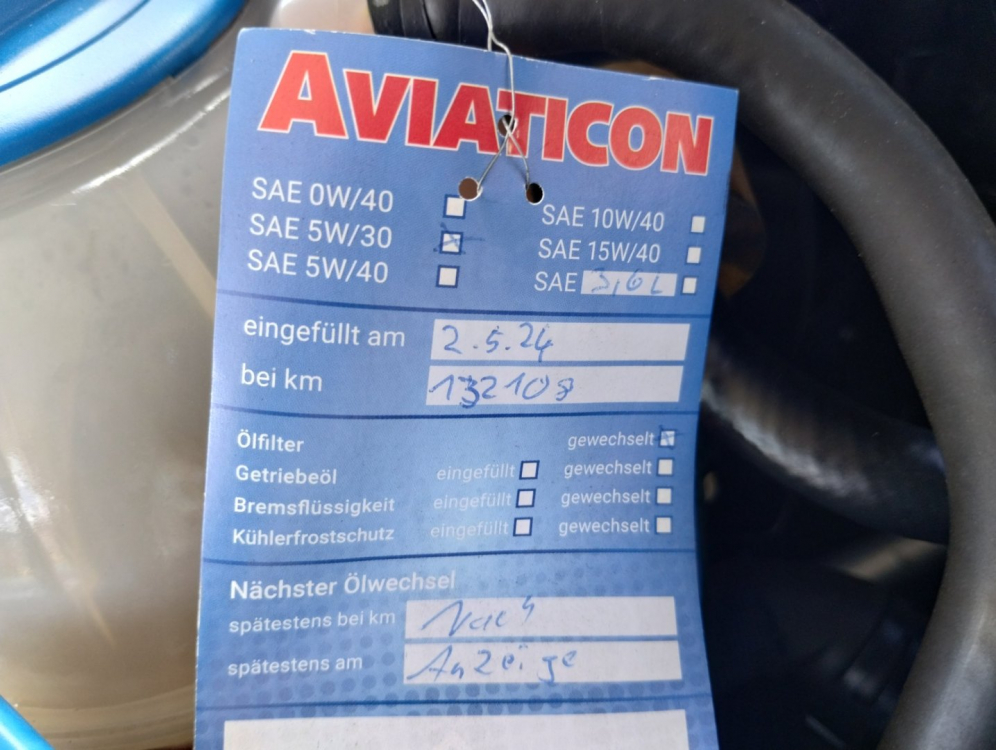 AVIATICON
SAE 0W/40
SAE 5W/30
SAE 5W/40
SAE 10W/40
SAE 15W/40
SAE 3,6L
eingefüllt am 2.5.24
bei km 132108
Ölfilter gewechselt
Getriebeöl eingefüllt gewechselt
Bremsflüssigkeit eingefüllt gewechselt
Kühlerfrostschutz eingefüllt gewechselt
Nächster Ölwechsel
spätestens bei km Nach
spätestens am Anzeige